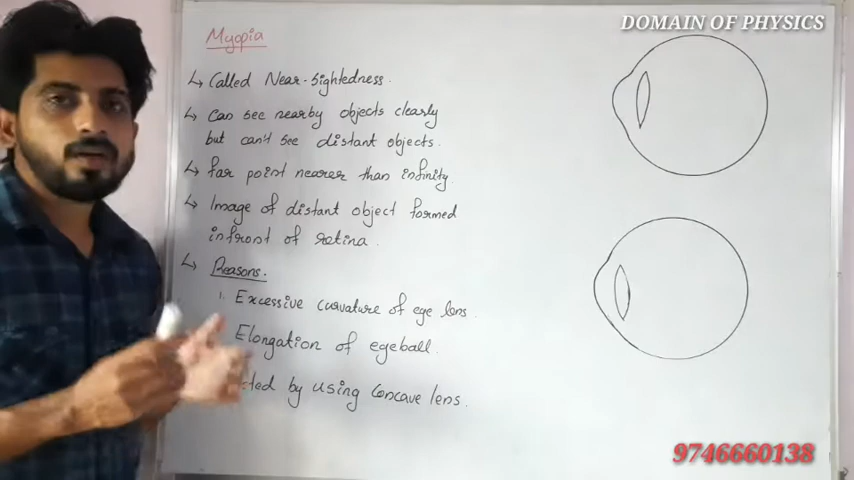 DOMAIN OF PHYSICS
Myopia
↳ Called Near-Sightedness.
↳ Can see nearby objects clearly
but can't see distant objects.
↳ Far point nearer than infinity.
↳ Image of distant object formed
infront of retina.
↳ Reasons.
1. Excessive curvature of eye lens.
Elongation of eyeball.
by using concave lens.
9746660138